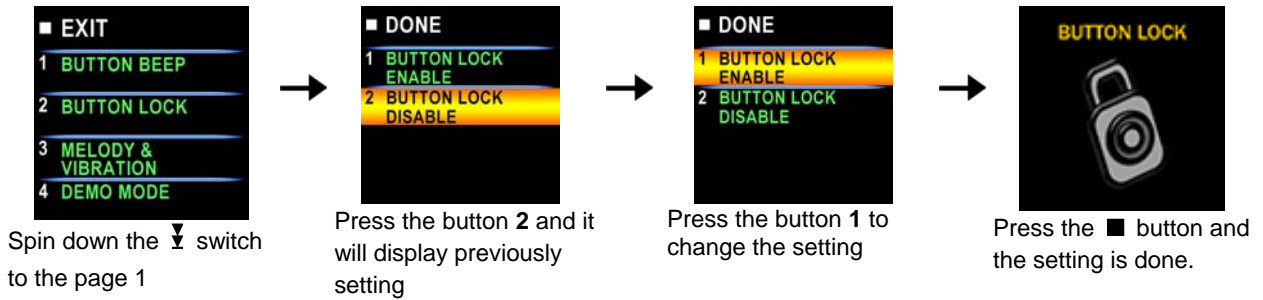 ■ EXIT
1 BUTTON BEEP
2 BUTTON LOCK
3 MELODY &
VIBRATION
4 DEMO MODE
Spin down the switch
to the page 1
■ DONE
1 BUTTON LOCK
ENABLE
2 BUTTON LOCK
DISABLE
Press the button 2 and it
will display previously
setting
■ DONE
1 BUTTON LOCK
ENABLE
2 BUTTON LOCK
DISABLE
Press the button 1 to
change the setting
BUTTON LOCK
Press the ■ button and
the setting is done.